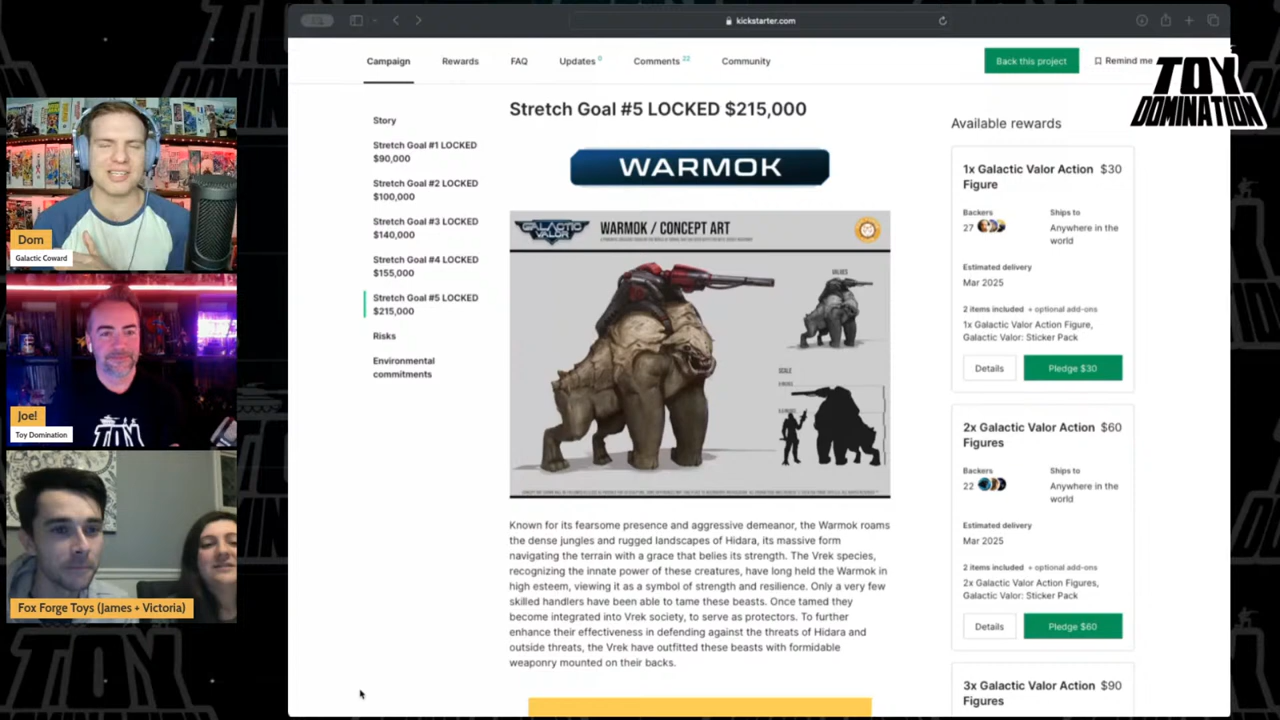 kickstarter.com
Campaign
Rewards
FAQ
Updates 0
Comments 22
Community
Back this project
Remind me
TOY
DOMINATION
Dom
Galactic Coward
Joe!
Toy Domination
Fox Forge Toys (James + Victoria)
Story
Stretch Goal #1 LOCKED
$90,000
Stretch Goal #2 LOCKED
$100,000
Stretch Goal #3 LOCKED
$140,000
Stretch Goal #4 LOCKED
$155,000
Stretch Goal #5 LOCKED
$215,000
Risks
Environmental
commitments
Stretch Goal #5 LOCKED $215,000
WARMOK
GALACTIC
VALOR
WARMOK / CONCEPT ART
VALUES
SCALE
Known for its fearsome presence and aggressive demeanor, the Warmok roams
the dense jungles and rugged landscapes of Hidara, its massive form
navigating the terrain with a grace that belies its strength. The Vrek species,
recognizing the innate power of these creatures, have long held the Warmok in
high esteem, viewing it as a symbol of strength and resilience. Only a very few
skilled handlers have been able to tame these beasts. Once tamed they
become integrated into Vrek society, to serve as protectors. To further
enhance their effectiveness in defending against the threats of Hidara and
outside threats, the Vrek have outfitted these beasts with formidable
weaponry mounted on their backs.
Available rewards
1x Galactic Valor Action $30
Figure
Backers
27
Ships to
Anywhere in the
world
Estimated delivery
Mar 2025
2 items included + optional add-ons
1x Galactic Valor Action Figure,
Galactic Valor: Sticker Pack
Details
Pledge $30
2x Galactic Valor Action $60
Figures
Backers
22
Ships to
Anywhere in the
world
Estimated delivery
Mar 2025
2 items included + optional add-ons
2x Galactic Valor Action Figures,
Galactic Valor: Sticker Pack
Details
Pledge $60
3x Galactic Valor Action $90
Figures